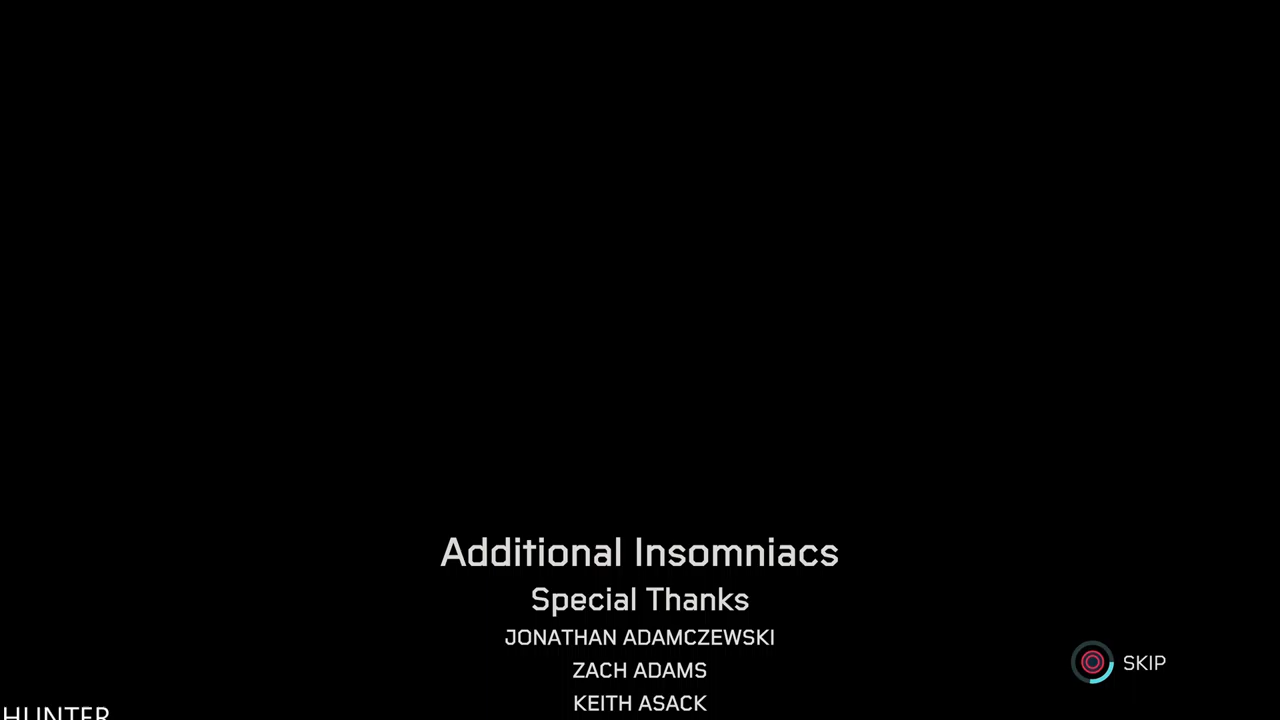 Additional Insomniacs
Special Thanks
JONATHAN ADAMCZEWSKI
ZACH ADAMS
SKIP
KEITH ASACK
HUNTER